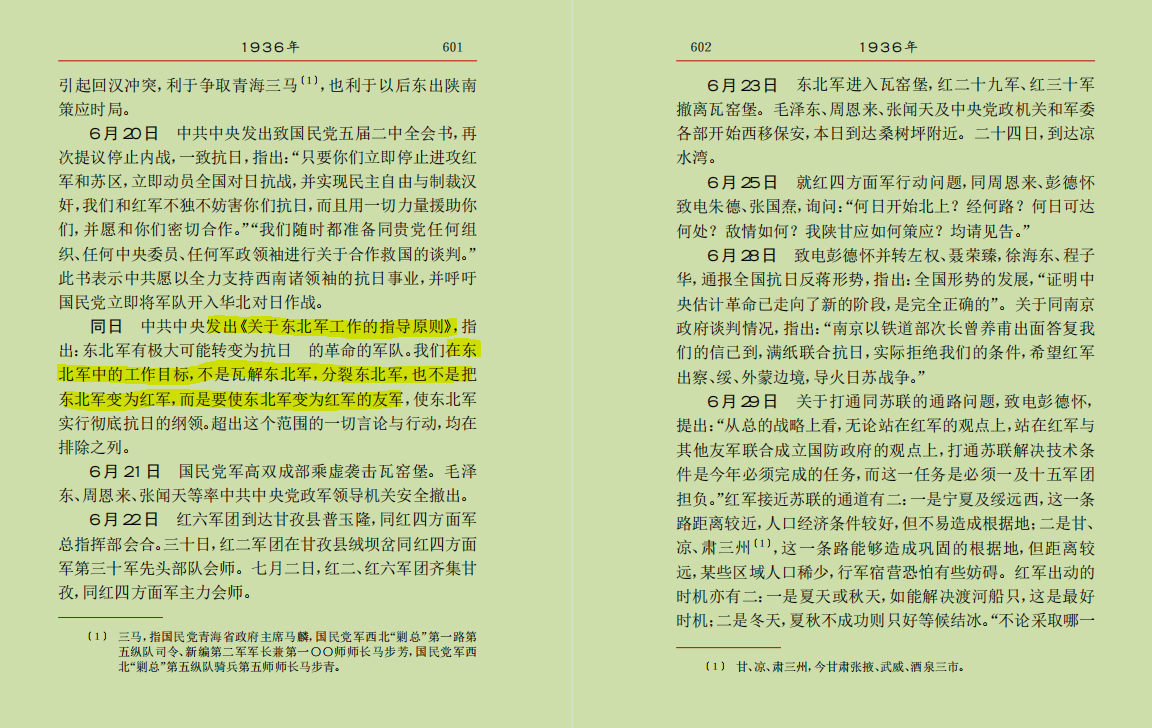 1936年 601
引起回汉冲突,利于争取青海三马〔1〕,也利于以后东出陕南
策应时局。
6月20日 中共中央发出致国民党五届二中全会书,再
次提议停止内战,一致抗日,指出:“只要你们立即停止进攻红
军和苏区,立即动员全国对日抗战,并实现民主自由与制裁汉
奸,我们和红军不独不妨害你们抗日,而且用一切力量援助你
们,并愿和你们密切合作。”“我们随时都准备同贵党任何组
织、任何中央委员、任何军政领袖进行关于合作救国的谈判。”
此书表示中共愿以全力支持西南诸领袖的抗日事业,并呼吁
国民党立即将军队开入华北对日作战。
同日 中共中央发出《关于东北军工作的指导原则》,指
出:东北军有极大可能转变为抗日 的革命的军队。我们在东
北军中的工作目标,不是瓦解东北军,分裂东北军,也不是把
东北军变为红军,而是要使东北军变为红军的友军,使东北军
实行彻底抗日的纲领。超出这个范围的一切言论与行动,均在
排除之列。
6月21日 国民党军高双成部乘虚袭击瓦窑堡。毛泽
东、周恩来、张闻天等率中共中央党政军领导机关安全撤出。
6月22日 红六军团到达甘孜县普玉隆,同红四方面军
总指挥部会合。三十日,红二军团在甘孜县绒坝岔同红四方面
军第三十军先头部队会师。七月二日,红二、红六军团齐集甘
孜,同红四方面军主力会师。
〔1〕 三马,指国民党青海省政府主席马麟,国民党军西北“剿总”第一路第
五纵队司令、新编第二军军长兼第一〇〇师师长马步芳,国民党军西
北“剿总”第五纵队骑兵第五师师长马步青。
602 1936年
6月23日 东北军进入瓦窑堡,红二十九军、红三十军
撤离瓦窑堡。毛泽东、周恩来、张闻天及中央党政机关和军委
各部开始西移保安,本日到达桑树坪附近。二十四日,到达凉
水湾。
6月25日 就红四方面军行动问题,同周恩来、彭德怀
致电朱德、张国焘,询问:“何日开始北上?经何路?何日可达
何处?敌情如何?我陕甘应如何策应?均请见告。”
6月28日 致电彭德怀并转左权、聂荣臻,徐海东、程子
华,通报全国抗日反蒋形势,指出:全国形势的发展,“证明中
央估计革命已走向了新的阶段,是完全正确的”。关于同南京
政府谈判情况,指出:“南京以铁道部次长曾养甫出面答复我
们的信已到,满纸联合抗日,实际拒绝我们的条件,希望红军
出察、绥、外蒙边境,导火日苏战争。”
6月29日 关于打通同苏联的通路问题,致电彭德怀,
提出:“从总的战略上看,无论站在红军的观点上,站在红军与
其他友军联合成立国防政府的观点上,打通苏联解决技术条
件是今年必须完成的任务,而这一任务是必须一及十五军团
担负。”红军接近苏联的通道有二:一是宁夏及绥远西,这一条
路距离较近,人口经济条件较好,但不易造成根据地;二是甘、
凉、肃三州〔1〕,这一条路能够造成巩固的根据地,但距离较
远,某些区域人口稀少,行军宿营恐怕有些妨碍。红军出动的
时机亦有二:一是夏天或秋天,如能解决渡河船只,这是最好
时机;二是冬天,夏秋不成功则只好等候结冰。“不论采取哪一
〔1〕 甘、凉、肃三州,今甘肃张掖、武威、酒泉三市。